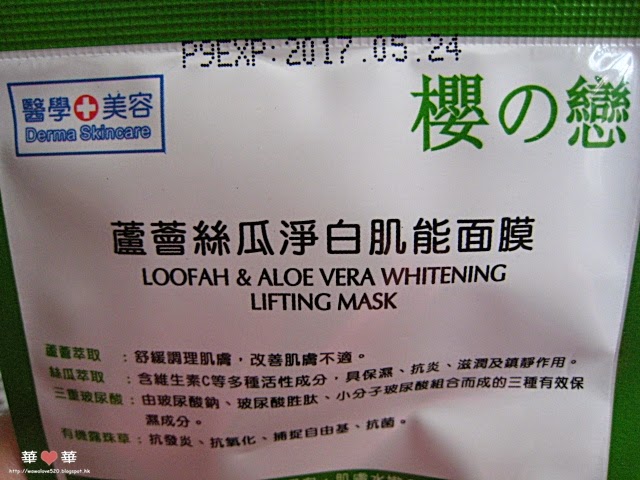 P9EXP:2017.05.24
醫學美容
Derma Skincare
櫻の戀
蘆薈絲瓜淨白肌能面膜
LOOFAH & ALOE VERA WHITENING
LIFTING MASK
蘆薈萃取 ：舒緩調理肌膚，改善肌膚不適。
絲瓜萃取 ：含維生素C等多種活性成分，具保濕、抗炎、滋潤及鎮靜作用。
三重玻尿酸：由玻尿酸鈉、玻尿酸胜肽、小分子玻尿酸組合而成的三種有效保
濕成分。
有機露珠草：抗發炎、抗氧化、捕捉自由基、抗菌。
華❤華
http://wawalove520.blogspot.hk